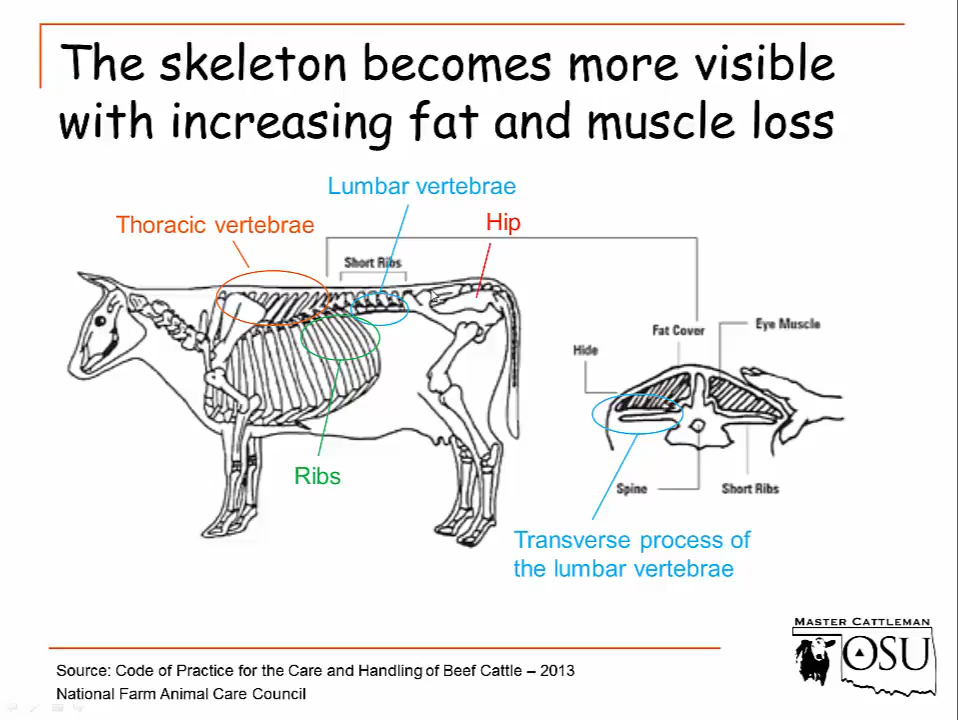 The skeleton becomes more visible
with increasing fat and muscle loss
Lumbar vertebrae
Thoracic vertebrae
Hip
Short Ribs
Fat Cover
Eye Muscle
Hide
Ribs
Spine
Short Ribs
Transverse process of
the lumbar vertebrae
MASTER CATTLEMAN
OSU
Source: Code of Practice for the Care and Handling of Beef Cattle – 2013
National Farm Animal Care Council